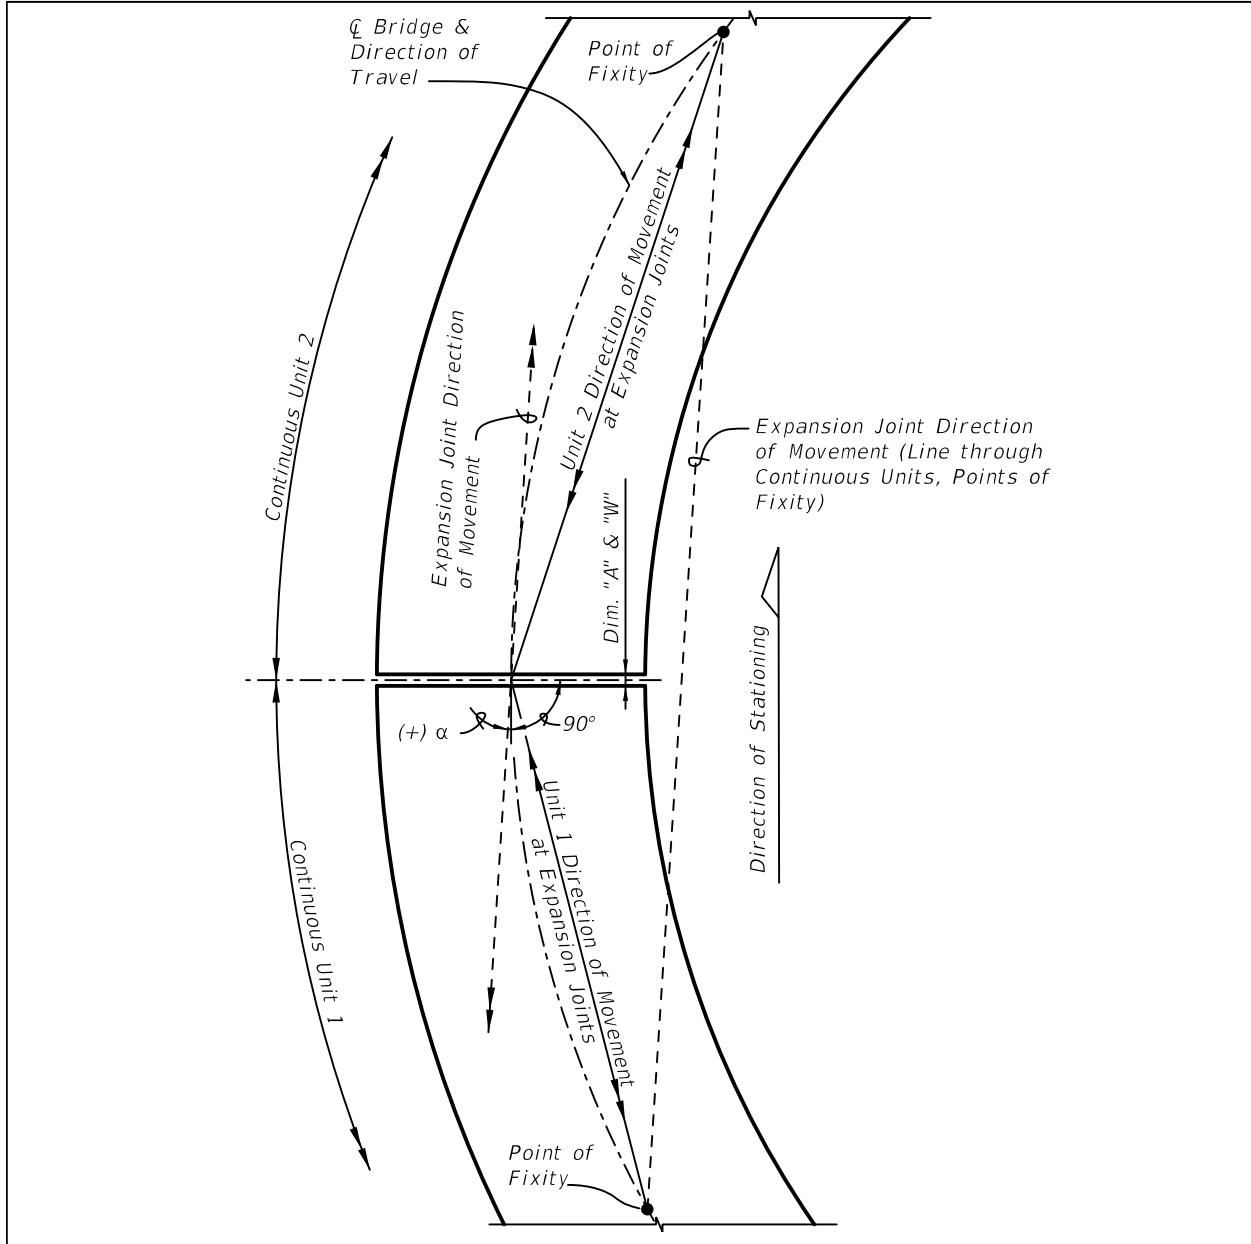 ℄ Bridge &
Direction of
Travel
Point of
Fixity
Continuous Unit 2
Expansion Joint Direction
of Movement
Unit 2 Direction of Movement
at Expansion Joints
Expansion Joint Direction
of Movement (Line through
Continuous Units, Points of
Fixity)
Dim. "A" & "W"
Direction of Stationing
(+) α
90°
Continuous Unit 1
Unit 1 Direction of Movement
at Expansion Joints
Point of
Fixity